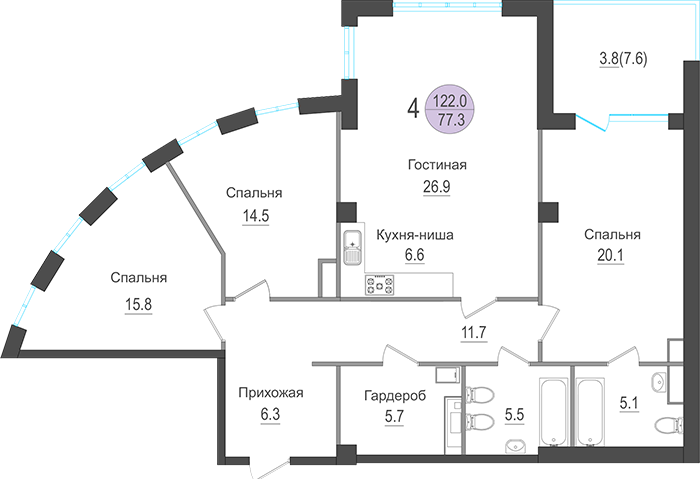 3.8(7.6)
4
122.0
77.3
Гостиная
26.9
Спальня
14.5
Кухня-ниша
6.6
Спальня
20.1
Спальня
15.8
11.7
Прихожая
6.3
Гардероб
5.7
5.5
5.1